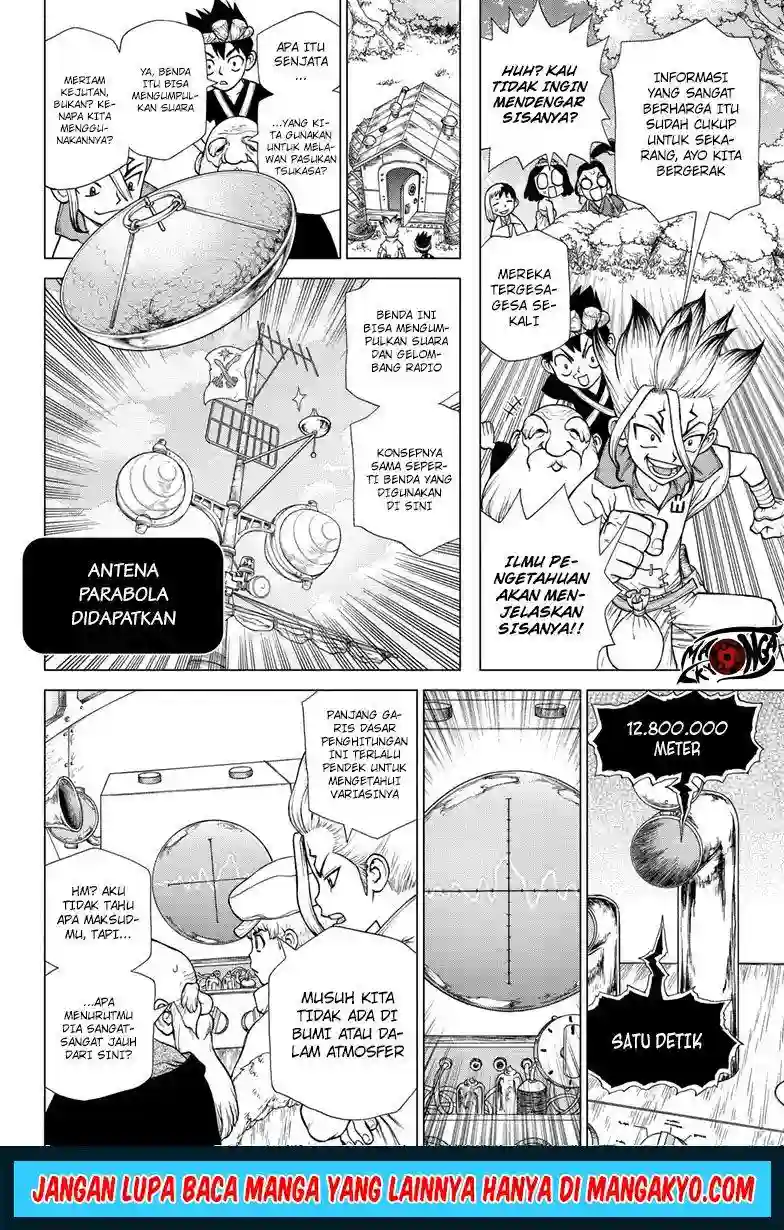 INFORMASI
YANG SANGAT
BERHARGA ITU
SUDAH CUKUP
UNTUK SEKA-
RANG, AYO KITA
BERGERAK
HUH? KAU
TIDAK INGIN
MENDENGAR
SISANYA?
MEREKA
TERGESA-
GESA SE-
KALI
ILMU PE-
NGETAHUAN
AKAN MEN-
JELASKAN
SISANYA!!
APA ITU
SENJATA
...
...YANG KI-
TA GUNAKAN
UNTUK MELA-
WAN PASUKAN
TSUKASA?
YA, BENDA
ITU BISA
MENGUMPUL-
KAN SUARA
MERIAM
KEJUTAN,
BUKAN? KE-
NAPA KITA
MENGGU-
NAKANNYA?
BENDA INI
BISA MENGUM-
PULKAN SUARA
DAN GELOM-
BANG RADIO
KONSEPNYA
SAMA SEPER-
TI BENDA YANG
DIGUNAKAN
DI SINI
ANTENA
PARABOLA
DIDAPATKAN
MANGA
KYO
12.800.000
METER
SATU DETIK
PANJANG GA-
RIS DASAR
PENGHITUNGAN
INI TERLALU
PENDEK UNTUK
MENGETAHUI
VARIASINYA
MUSUH KITA
TIDAK ADA DI
BUMI ATAU DA-
LAM ATMOSFER
HM? AKU
TIDAK TAHU
APA MAKSUD-
MU, TAPI...
...APA
MENURUTMU
DIA SANGAT-
SANGAT JAUH
DARI SINI?
JANGAN LUPA BACA MANGA YANG LAINNYA HANYA DI MANGAKYO.COM